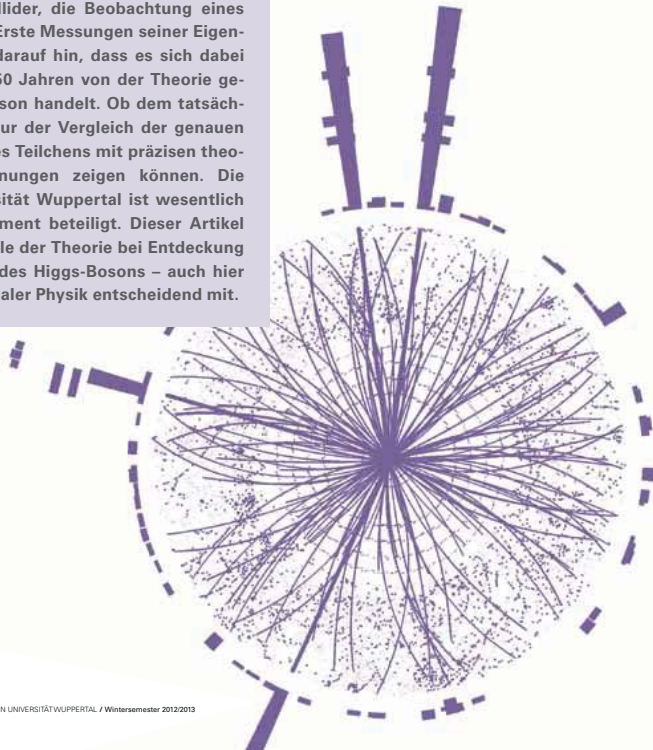 llider, die Beobachtung eines
Erste Messungen seiner Eigen-
darauf hin, dass es sich dabei
50 Jahren von der Theorie ge-
son handelt. Ob dem tatsäch-
ur der Vergleich der genauen
es Teilchens mit präzisen theo-
nungen zeigen können. Die
sität Wuppertal ist wesentlich
ment beteiligt. Dieser Artikel
le der Theorie bei Entdeckung
des Higgs-Bosons – auch hier
aler Physik entscheidend mit.
N UNIVERSITÄT WUPPERTAL / Wintersemester 2012/2013